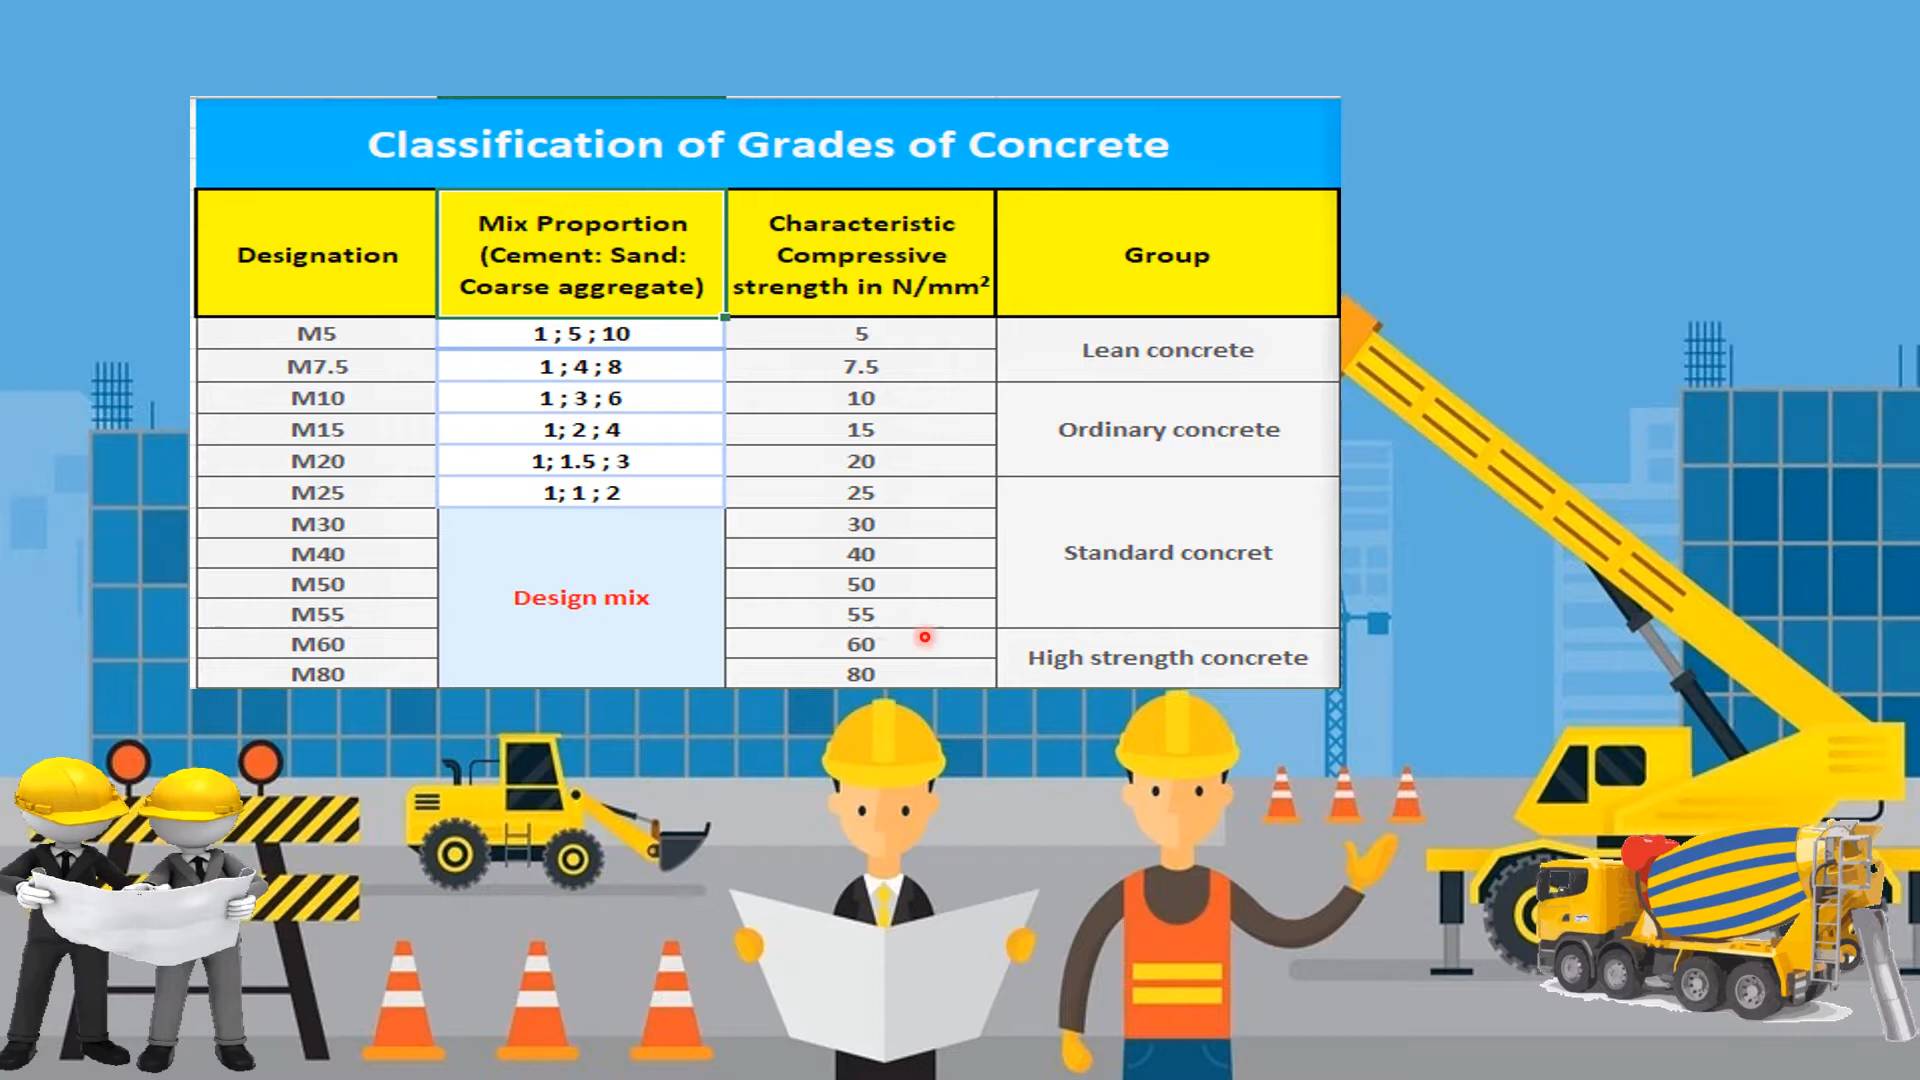 Classification of Grades of Concrete
Designation
Mix Proportion
(Cement: Sand:
Coarse aggregate)
Characteristic
Compressive
strength in N/mm²
Group
M5 1 ; 5 ; 10 5
Lean concrete
M7.5 1 ; 4 ; 8 7.5
M10 1 ; 3 ; 6 10
M15 1; 2 ; 4 15 Ordinary concrete
M20 1; 1.5 ; 3 20
M25 1; 1 ; 2 25
M30 30
M40 40 Standard concret
M50 50
Design mix
M55 55
M60 60
High strength concrete
M80 80